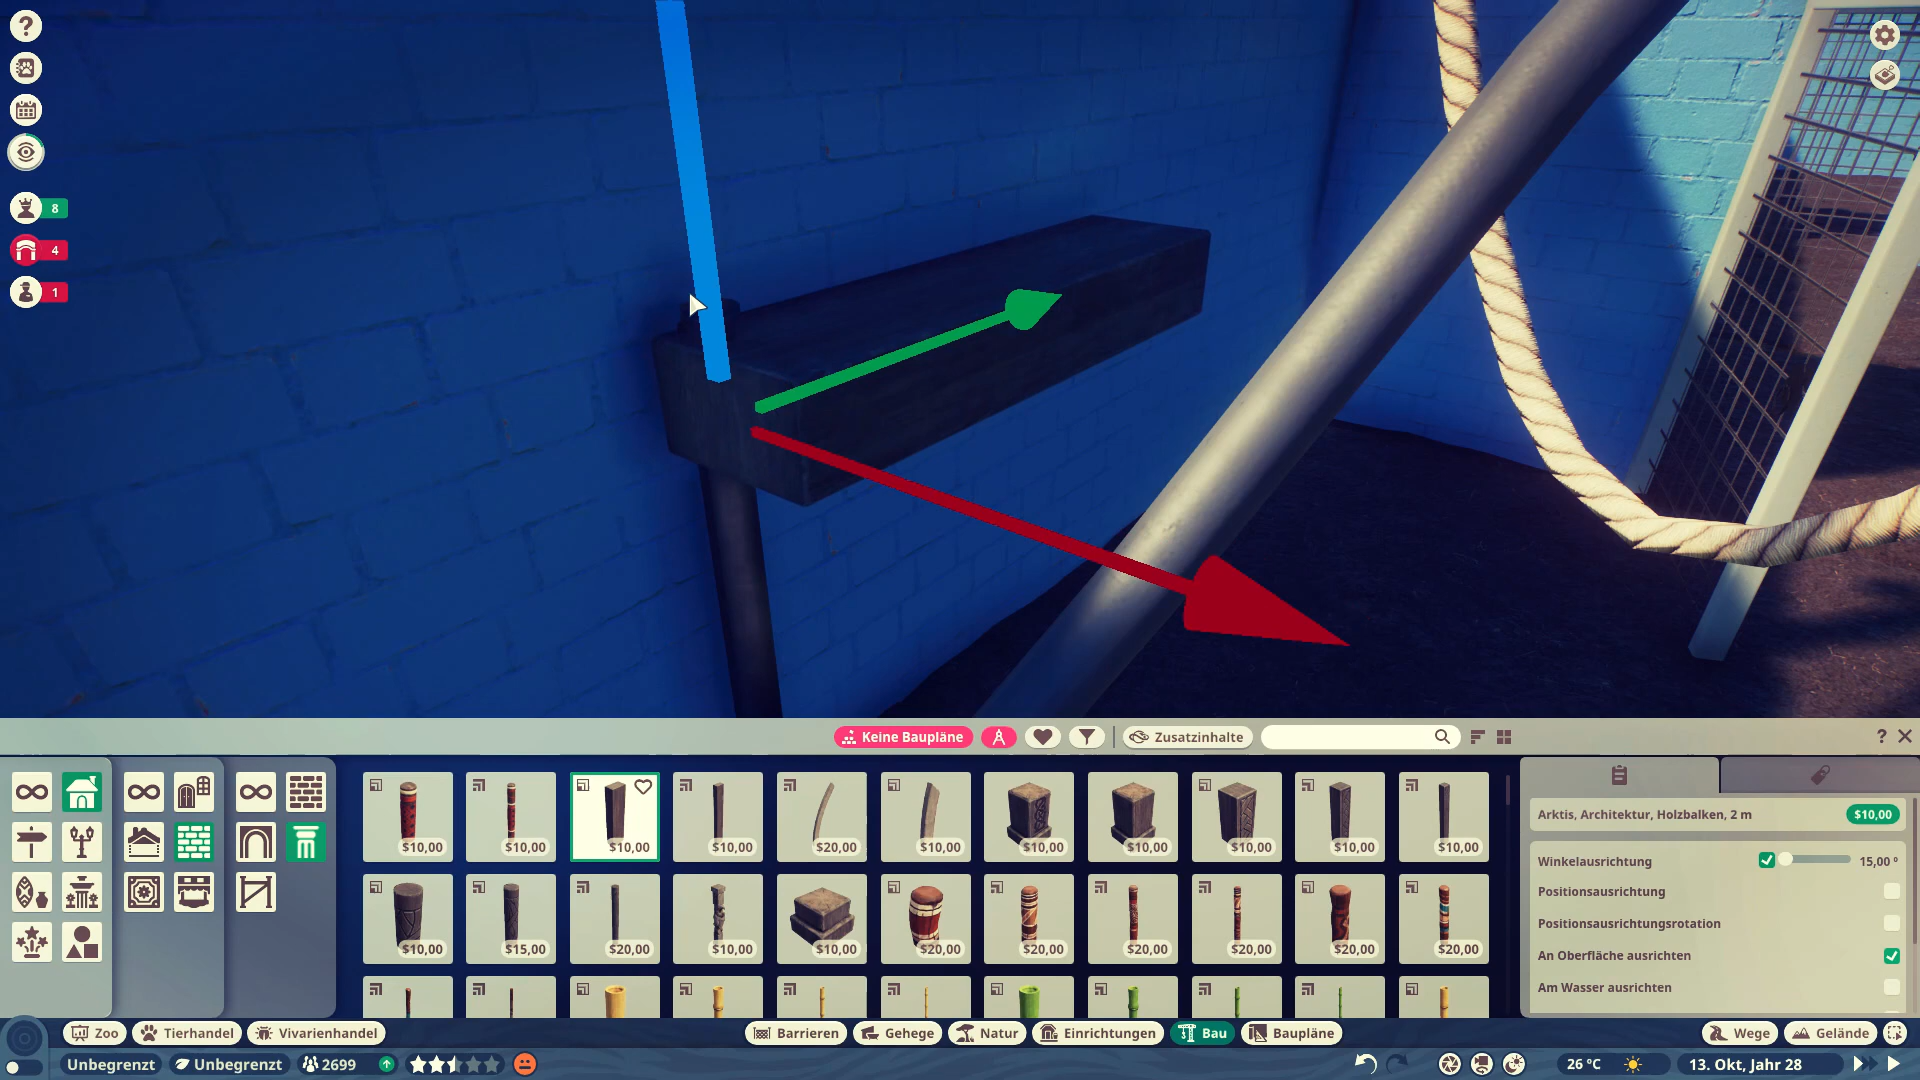 8
4
1
Keine Baupläne
Zusatzinhalte
?
$10,00
$10,00
$10,00
$10,00
$20,00
$10,00
$10,00
$10,00
$10,00
$10,00
$10,00
$10,00
$15,00
$20,00
$10,00
$10,00
$20,00
$20,00
$20,00
$20,00
$20,00
$20,00
Arktis, Architektur, Holzbalken, 2 m
$10,00
Winkelausrichtung
15,00 °
Positionsausrichtung
Positionsausrichtungsrotation
An Oberfläche ausrichten
Am Wasser ausrichten
Zoo
Tierhandel
Vivarienhandel
Barrieren
Gehege
Natur
Einrichtungen
Bau
Baupläne
Wege
Gelände
Unbegrenzt
Unbegrenzt
2699
26 °C
13. Okt, Jahr 28